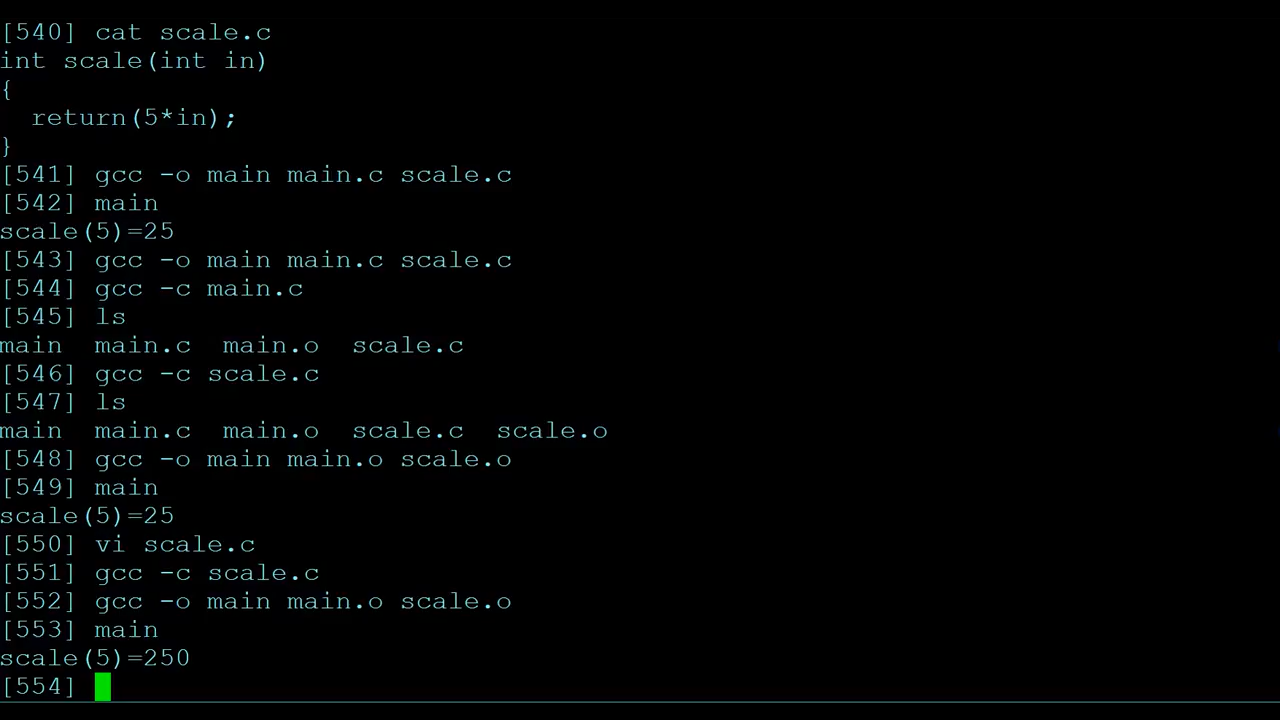 [540] cat scale.c
int scale(int in)
{
  return(5*in);
}
[541] gcc -o main main.c scale.c
[542] main
scale(5)=25
[543] gcc -o main main.c scale.c
[544] gcc -c main.c
[545] ls
main  main.c  main.o  scale.c
[546] gcc -c scale.c
[547] ls
main  main.c  main.o  scale.c  scale.o
[548] gcc -o main main.o scale.o
[549] main
scale(5)=25
[550] vi scale.c
[551] gcc -c scale.c
[552] gcc -o main main.o scale.o
[553] main
scale(5)=250
[554]